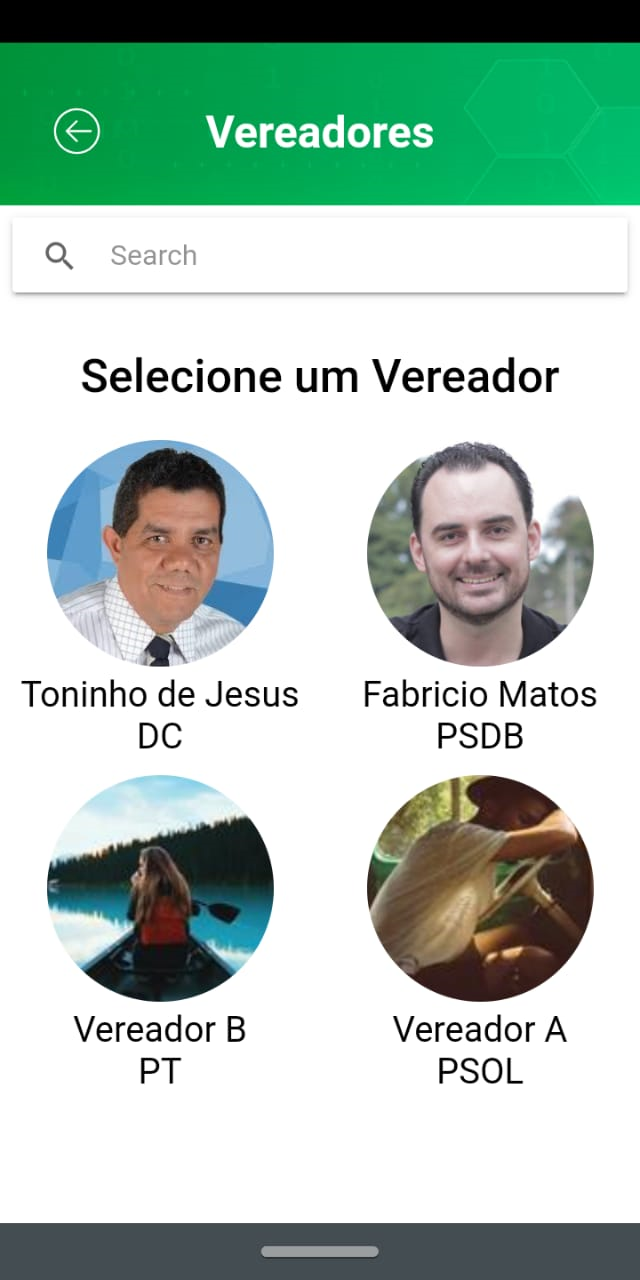 Vereadores
Search
Selecione um Vereador
Toninho de Jesus
DC
Fabricio Matos
PSDB
Vereador B
PT
Vereador A
PSOL